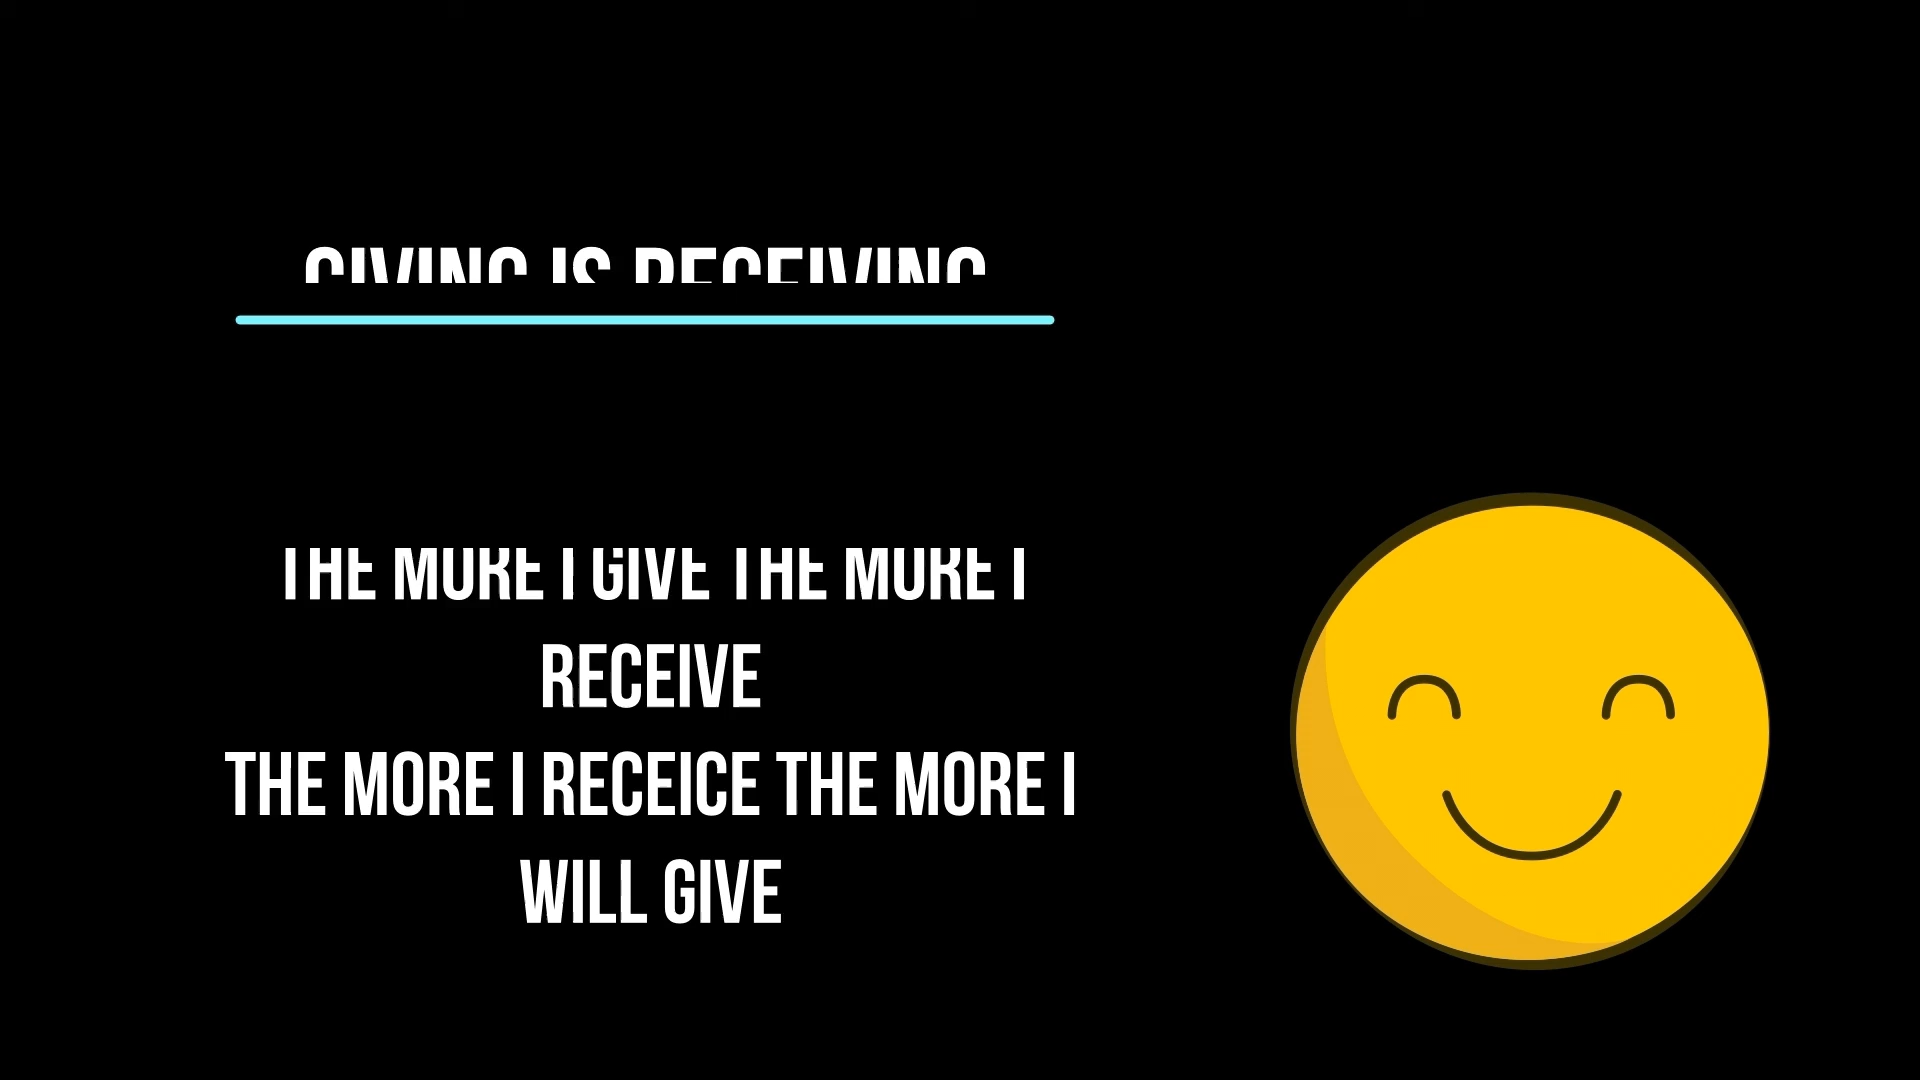 GIVING IS RECEIVING
THE MORE I GIVE THE MORE I
RECEIVE
THE MORE I RECEICE THE MORE I
WILL GIVE